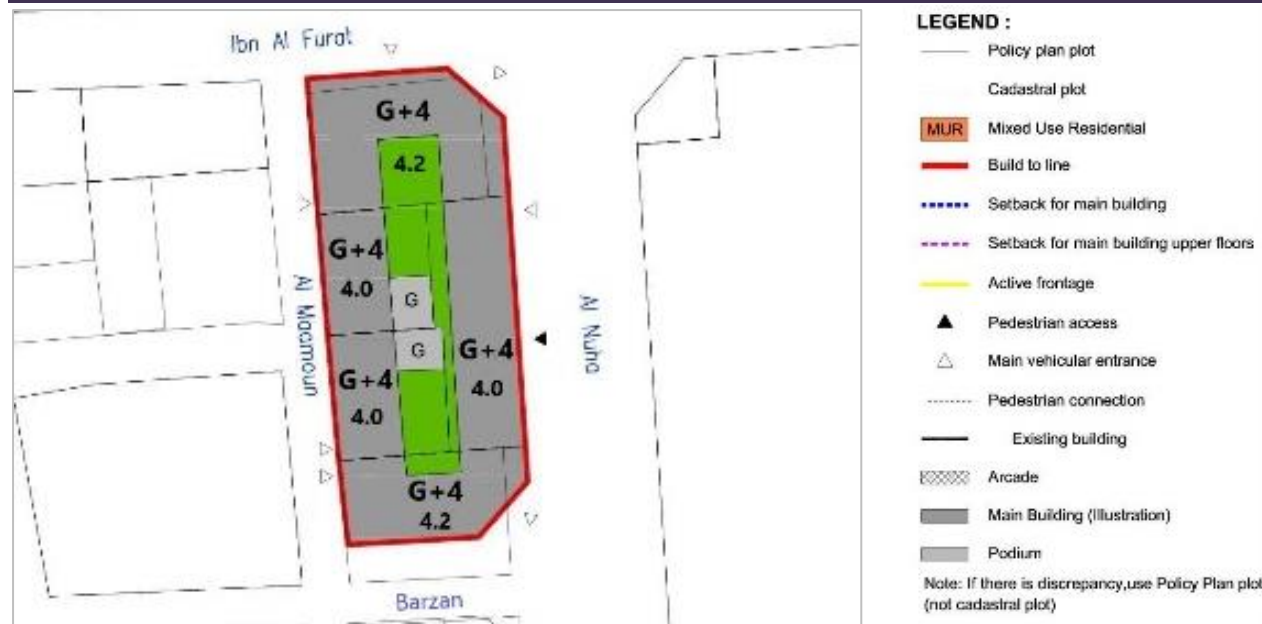 Ibn Al Furat
G+4
4.2
G+4
4.0
G
G
G+4
4.0
G+4
4.0
G+4
4.2
Al Maamoun
Al Nuha
Barzan
LEGEND :
Policy plan plot
Cadastral plot
MUR Mixed Use Residential
Build to line
Setback for main building
Setback for main building upper floors
Active frontage
Pedestrian access
Main vehicular entrance
Pedestrian connection
Existing building
Arcade
Main Building (Illustration)
Podium
Note: If there is discrepancy,use Policy Plan plot
(not cadastral plot)